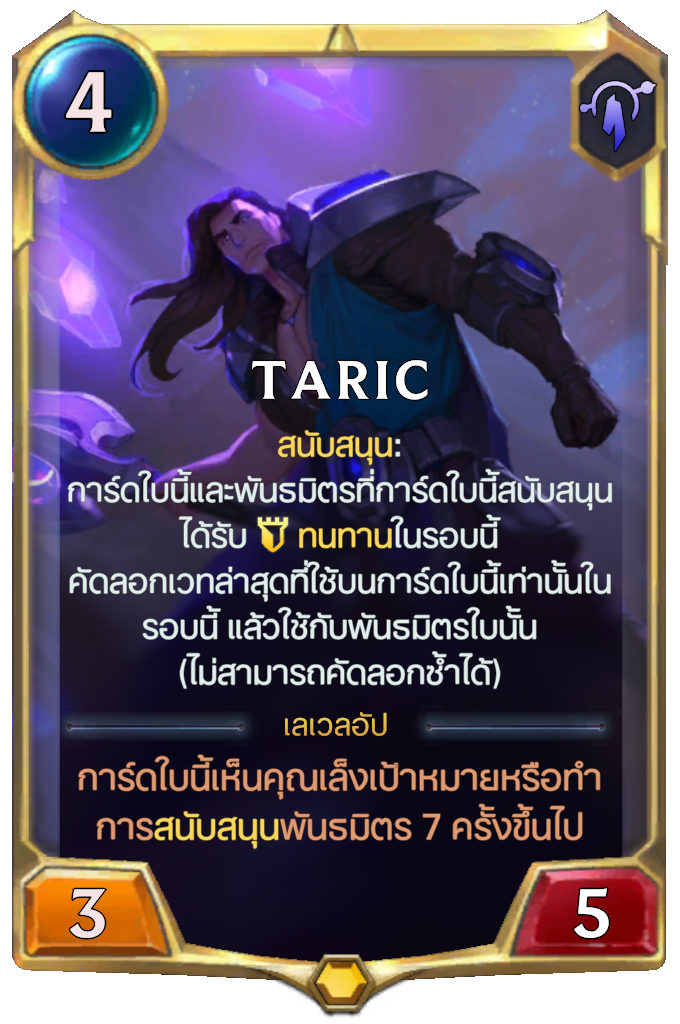 4
TARIC
สนับสนุน:
การ์ดใบนี้และพันธมิตรที่การ์ดใบนี้สนับสนุน
ได้รับ ทนทานในรอบนี้
คัดลอกเวทล่าสุดที่ใช้บนการ์ดใบนี้เท่านั้นใน
รอบนี้ แล้วใช้กับพันธมิตรใบนั้น
(ไม่สามารถคัดลอกซ้ำได้)
เลเวลอัป
การ์ดใบนี้เห็นคุณเล็งเป้าหมายหรือทำ
การสนับสนุนพันธมิตร 7 ครั้งขึ้นไป
3
5